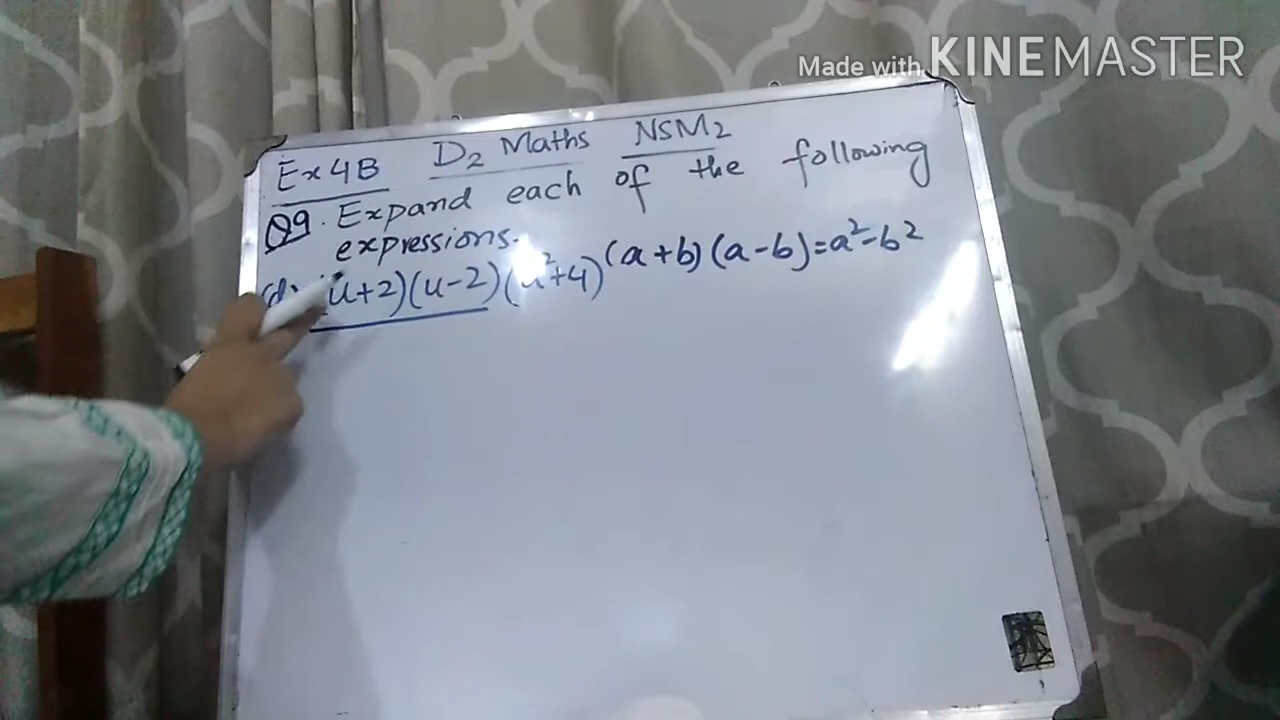 Made with KINEMASTER
Ex 4B D2 Maths NSM2
Q9. Expand each of the following
expressions.
(d) (u+2)(u-2)(u²+4) (a+b)(a-b)=a²-b²